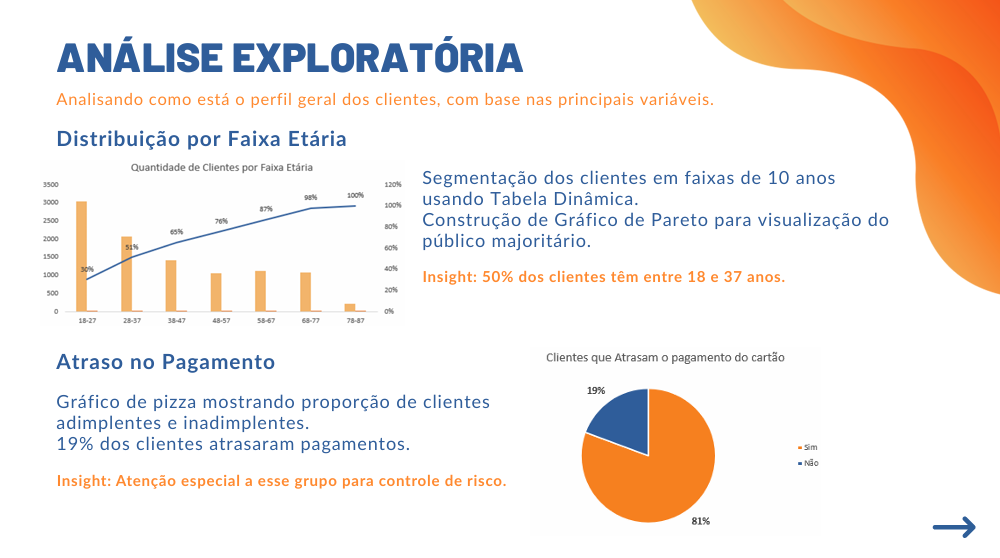 ANÁLISE EXPLORATÓRIA
Analisando como está o perfil geral dos clientes, com base nas principais variáveis.
Distribuição por Faixa Etária
Quantidade de Clientes por Faixa Etária
3500
3000
2500
2000
1500
1000
500
0
120%
100%
80%
60%
40%
20%
0%
30%
51%
65%
76%
87%
98%
100%
18-27
28-37
38-47
48-57
58-67
68-77
78-87
Segmentação dos clientes em faixas de 10 anos
usando Tabela Dinâmica.
Construção de Gráfico de Pareto para visualização do
público majoritário.
Insight: 50% dos clientes têm entre 18 e 37 anos.
Atraso no Pagamento
Gráfico de pizza mostrando proporção de clientes
adimplentes e inadimplentes.
19% dos clientes atrasaram pagamentos.
Insight: Atenção especial a esse grupo para controle de risco.
Clientes que Atrasam o pagamento do cartão
19%
81%
Sim
Não